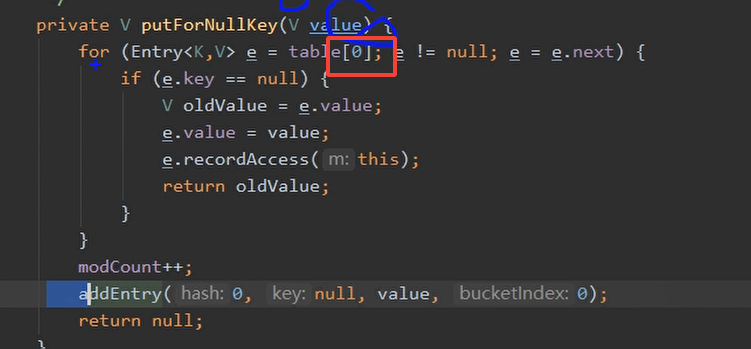 private V putForNullKey(V value) {
for (Entry<K,V> e = table[0]; e != null; e = e.next) {
if (e.key == null) {
V oldValue = e.value;
e.value = value;
e.recordAccess( m: this);
return oldValue;
}
}
modCount++;
addEntry( hash: 0, key: null, value, bucketIndex: 0);
return null;
}